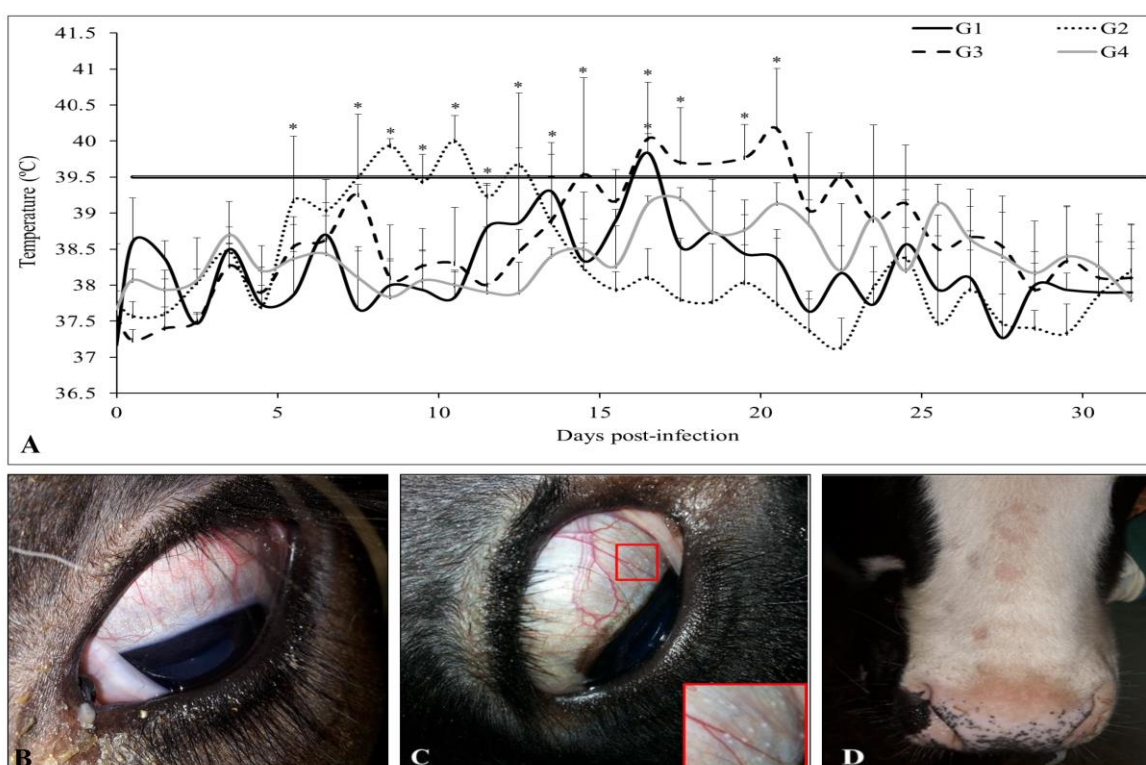 41.5
G1 G2
G3 G4
41
40.5
40
39.5
39
38.5
38
37.5
37
36.5
Temperature (ºC)
* * * * * * * * * * * * *
0 5 10 15 20 25 30
Days post-infection
A
B
C
D